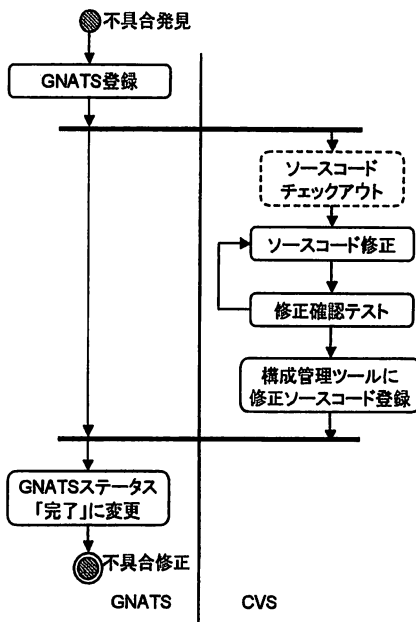 不具合発見
GNATS登録
ソースコード
チェックアウト
ソースコード修正
修正確認テスト
構成管理ツールに
修正ソースコード登録
GNATSステータス
「完了」に変更
不具合修正
GNATS
CVS